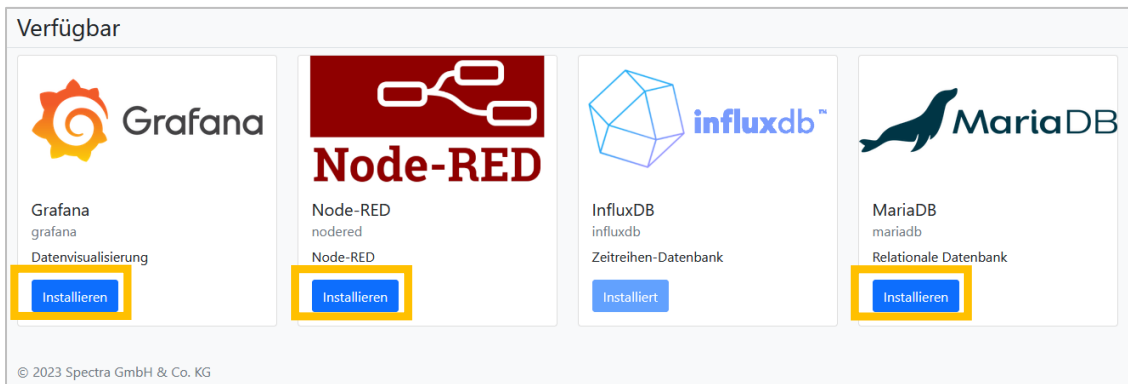 Verfügbar
Grafana
Node-RED
influxdb™
MariaDB
Grafana
grafana
Datenvisualisierung
Installieren
Node-RED
nodered
Node-RED
Installieren
InfluxDB
influxdb
Zeitreihen-Datenbank
Installiert
MariaDB
mariadb
Relationale Datenbank
Installieren
© 2023 Spectra GmbH & Co. KG